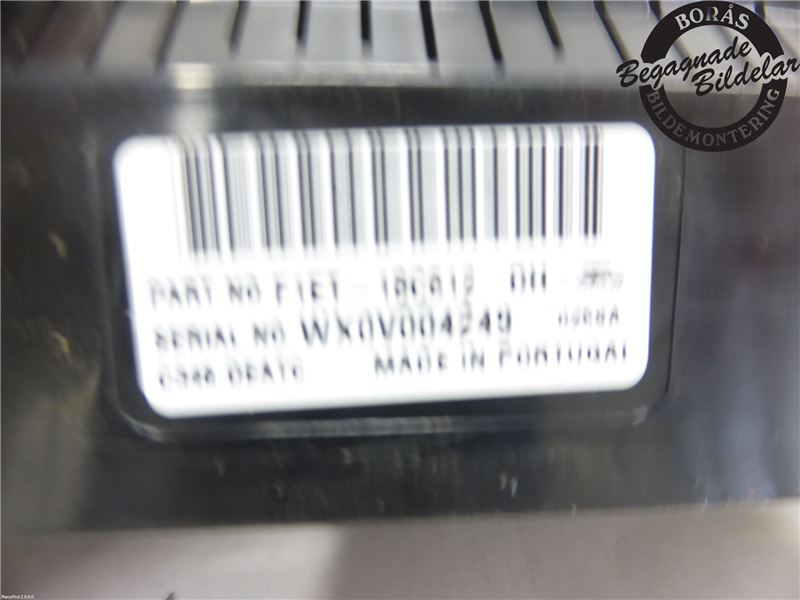 BORÅS
Begagnade
Bildelar
BILDEMONTERING
PART NO F1ET - 18C612 DH
SERIAL NO WX0V004249
MADE IN PORTUGAL